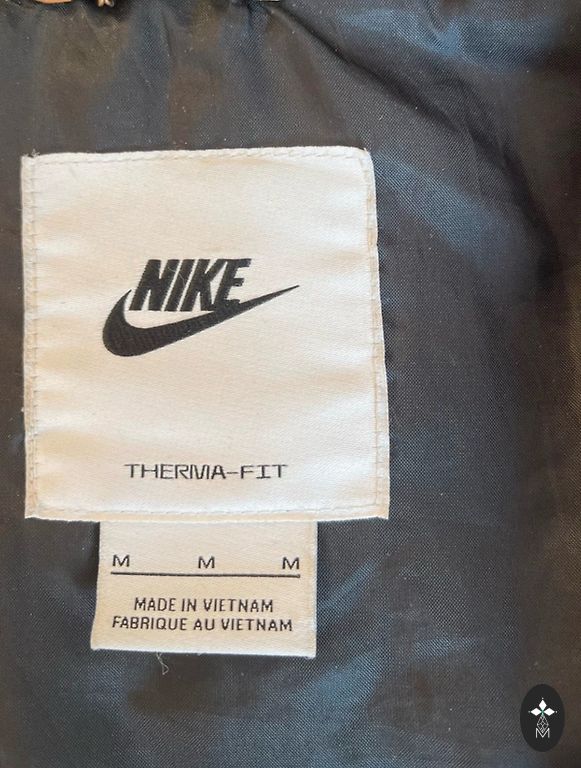 NIKE
THERMA-FIT
M M M
MADE IN VIETNAM
FABRIQUE AU VIETNAM
M